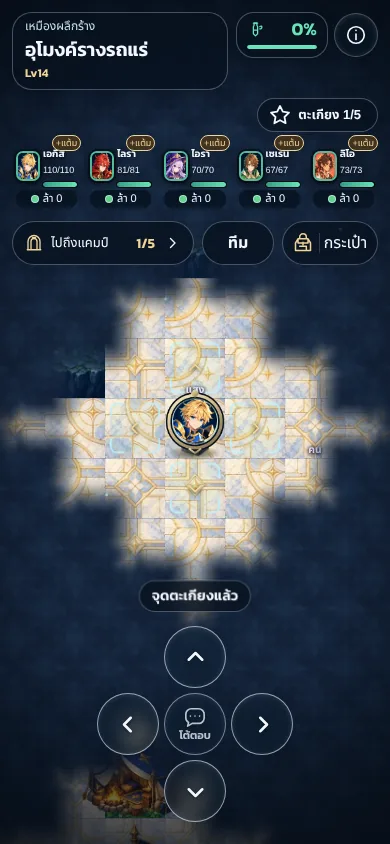 เหมืองผลึกร้าง
อุโมงค์รางรถแร่
Lv14
0%
ตะเกียง 1/5
+แต้ม
+แต้ม
+แต้ม
+แต้ม
+แต้ม
เอกิส
110/110
ไลรา
81/81
ไอรา
70/70
เซเรน
67/67
ลิโอ
73/73
ล้า 0
ล้า 0
ล้า 0
ล้า 0
ล้า 0
ไปถึงแคมป์ 1/5
ทีม
กระเป๋า
คน
จุดตะเกียงแล้ว
โต้ตอบ